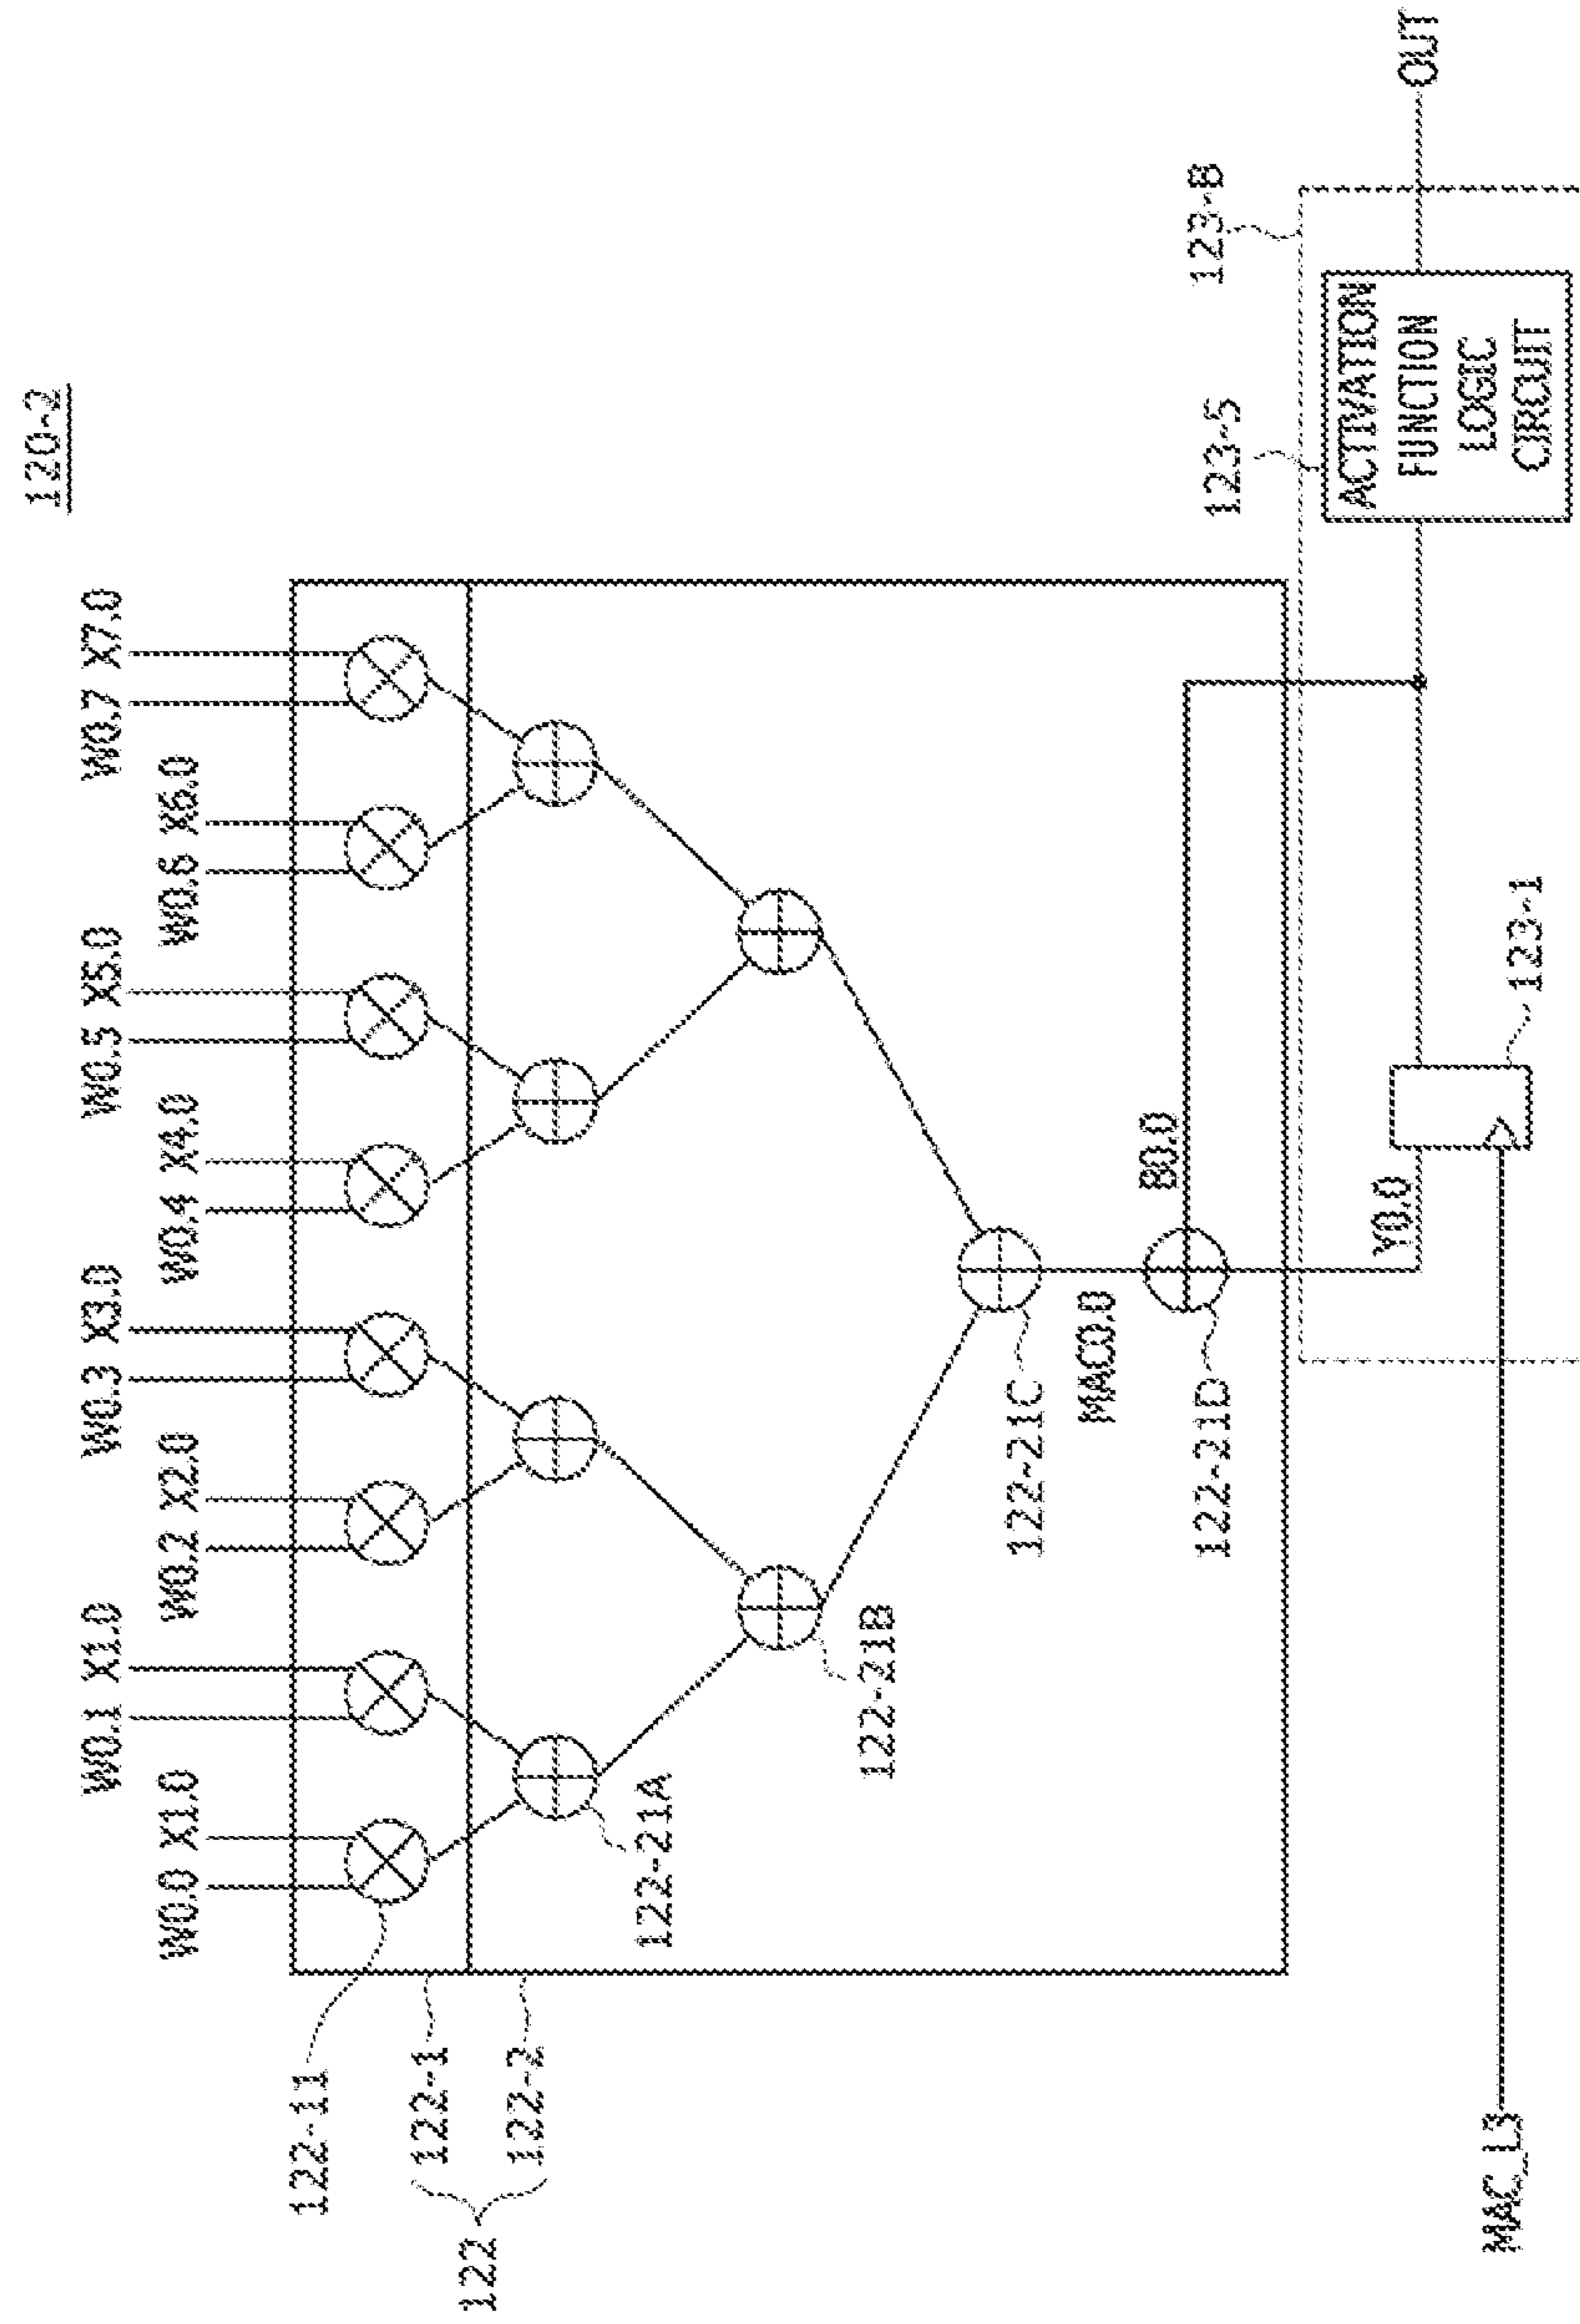 120-2
W0.0 X1.0
W0.1 X1.0
W0.2 X2.0
W0.3 X3.0
W0.4 X4.0
W0.5 X5.0
W0.6 X6.0
W0.7 X7.0
122-11
122-1
122-2
122
122-21A
122-21B
122-21C
MAC0.0
122-21D
B0.0
Y0.0
MAC_L3
123-1
123-5
123-B
ACTIVATION
FUNCTION
LOGIC
CIRCUIT
OUT